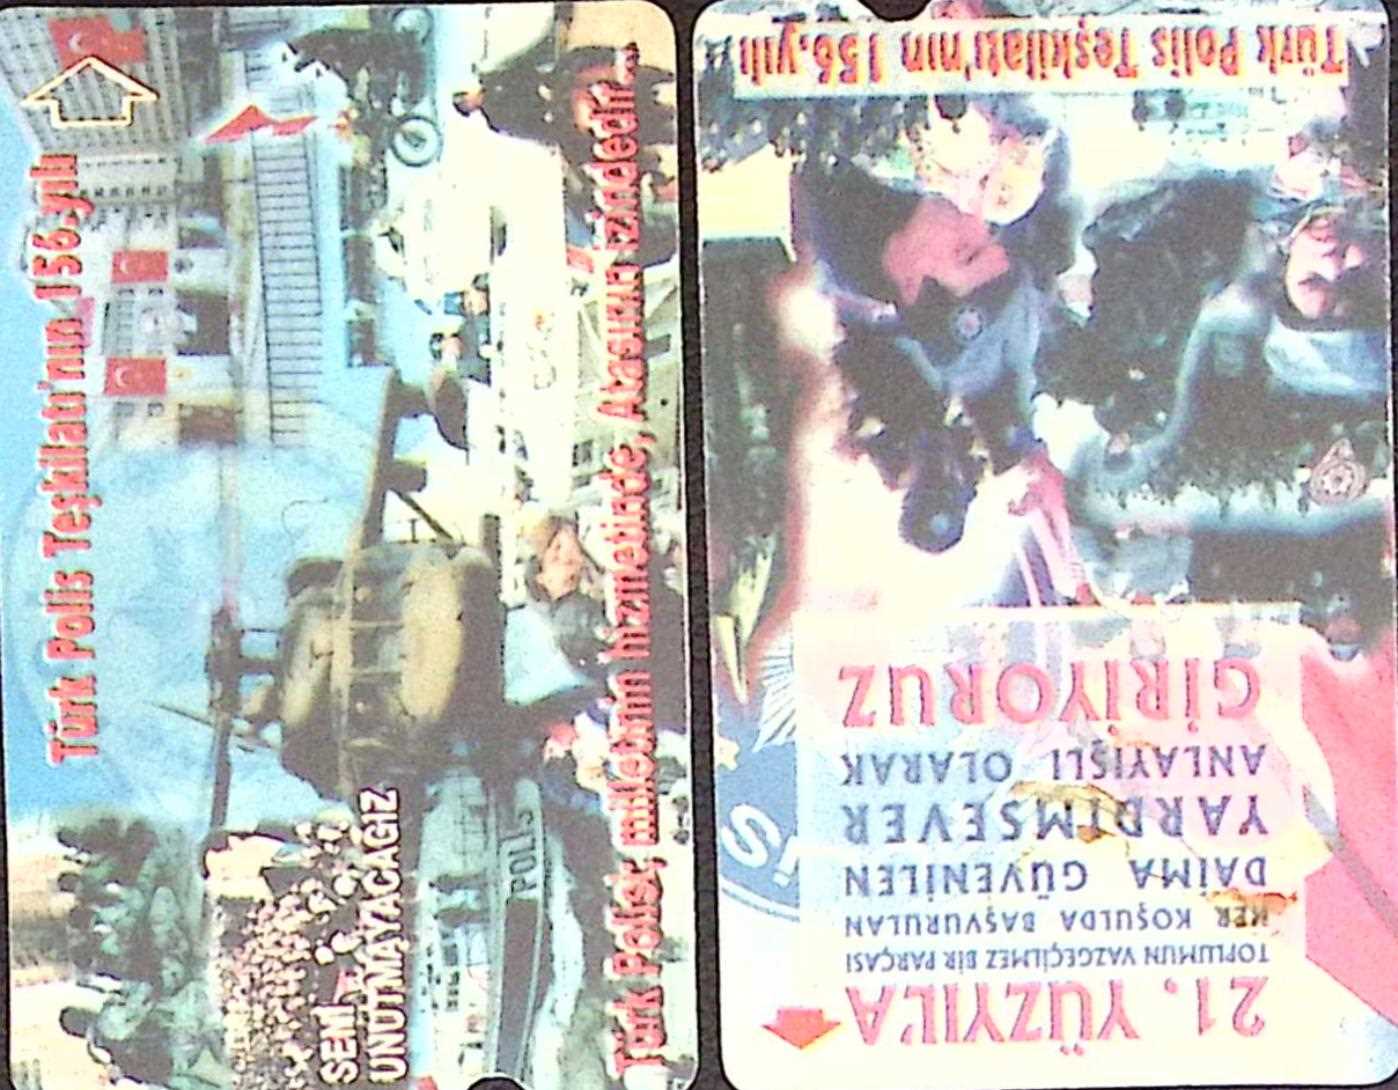 Türk Polis Teşkilatı'nın 156.yılı
SENİ
UNUTMAYACAĞIZ
POLİS
Türk Polisi; milletinin hizmetinde, Atasının izindedir...
21. YÜZYIL'A
TOPLUMUN VAZGEÇİLMEZ BİR PARÇASI
HER KOŞULDA BAŞVURULAN
DAİMA GÜVENİLEN
YARDIMSEVER
ANLAYIŞLI OLARAK
GİRİYORUZ
Türk Polis Teşkilatı'nın 156.yılı